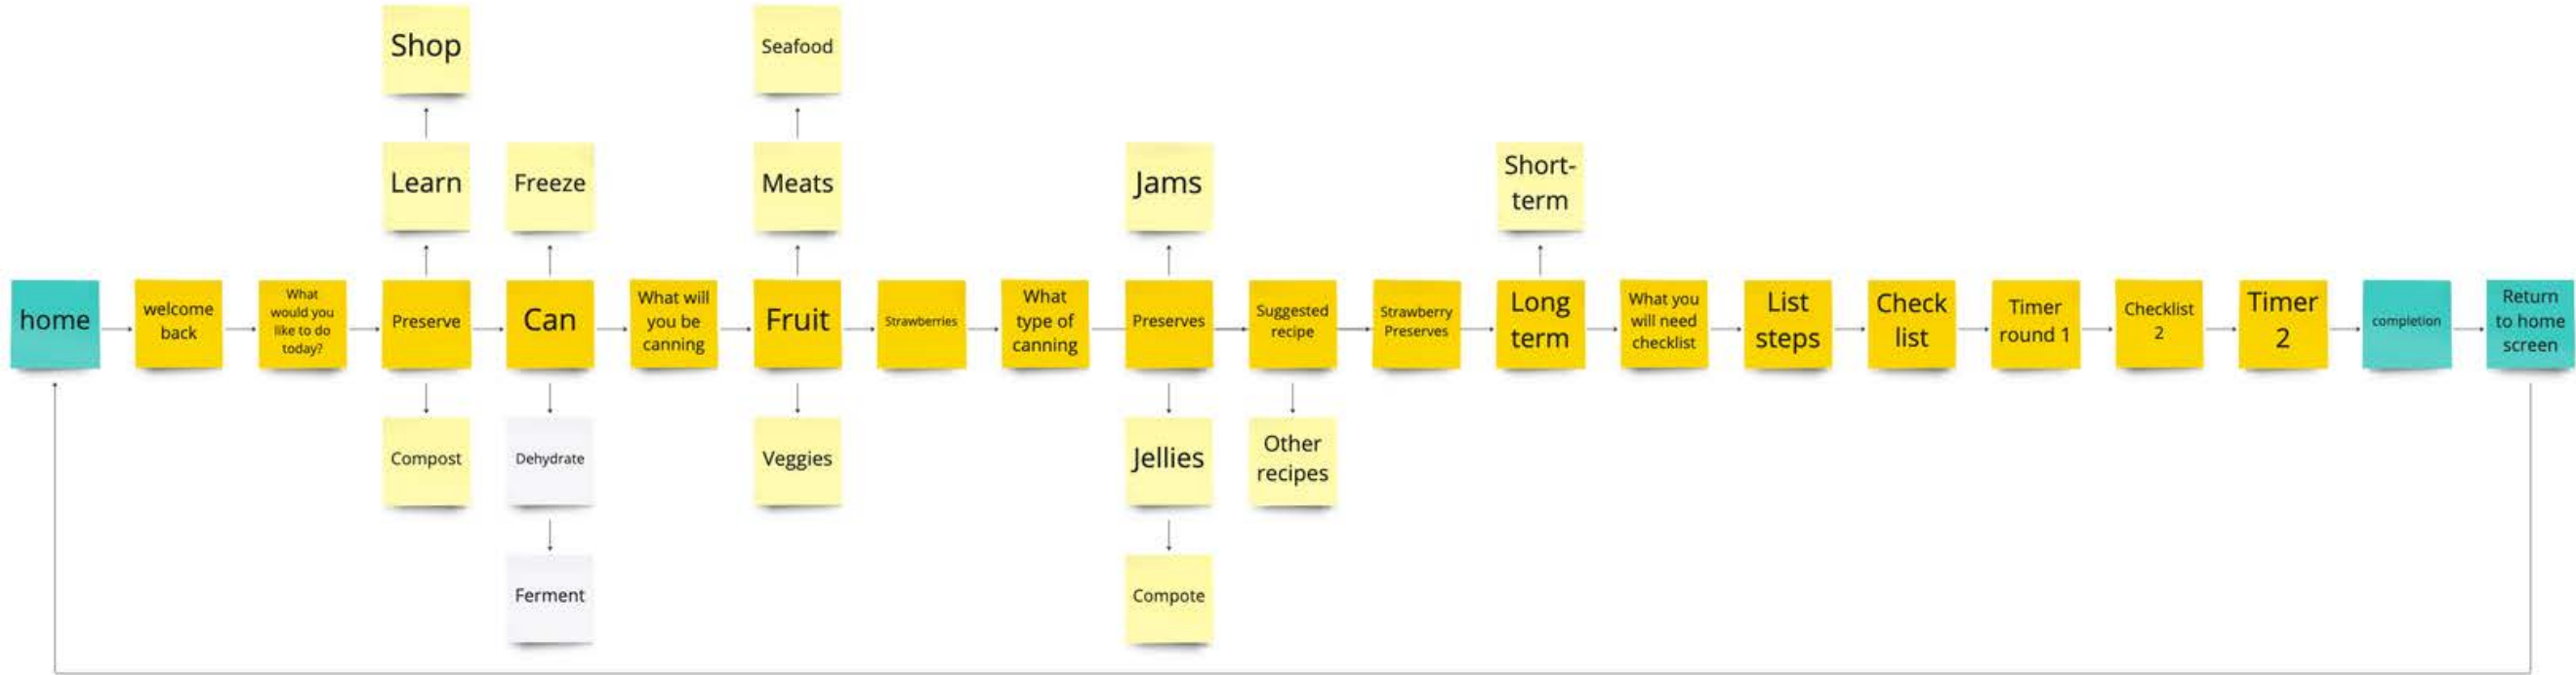 Shop
Seafood
Learn
Freeze
Meats
Jams
Short-
term
home
welcome
back
What
would you
like to do
today?
Preserve
Can
What will
you be
canning
Fruit
Strawberries
What
type of
canning
Preserves
Suggested
recipe
Strawberry
Preserves
Long
term
What you
will need
checklist
List
steps
Check
list
Timer
round 1
Checklist
2
Timer
2
completion
Return
to home
screen
Compost
Dehydrate
Veggies
Jellies
Other
recipes
Ferment
Compote